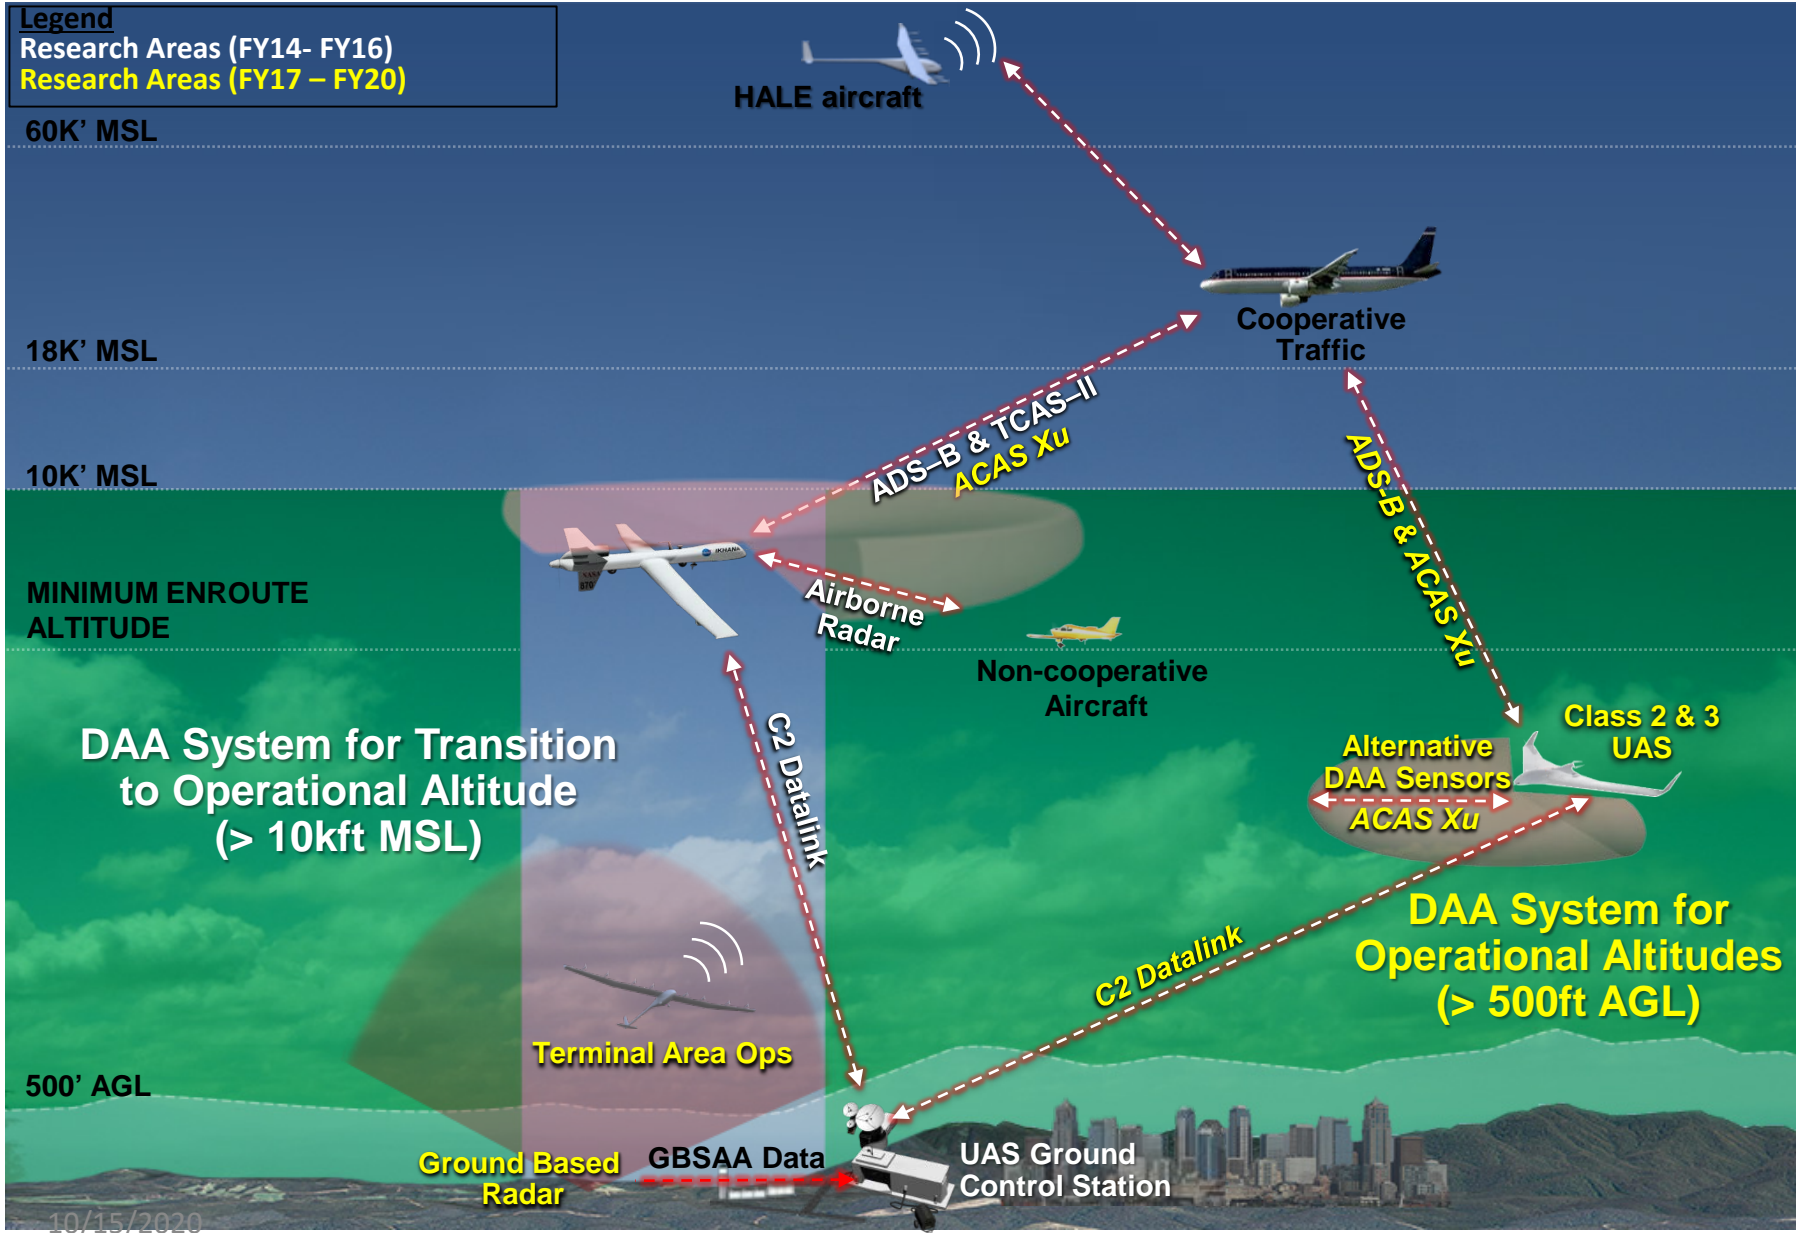 Legend
Research Areas (FY14- FY16)
Research Areas (FY17 – FY20)
HALE aircraft
60K’ MSL
Cooperative
Traffic
18K’ MSL
ADS–B & TCAS–II
ACAS Xu
10K’ MSL
ADS-B & ACAS Xu
IKHANA
NASA
870
Airborne
Radar
MINIMUM ENROUTE
ALTITUDE
Non-cooperative
Aircraft
Class 2 & 3
UAS
DAA System for Transition
to Operational Altitude
(> 10kft MSL)
C2 Datalink
Alternative
DAA Sensors
ACAS Xu
DAA System for
Operational Altitudes
(> 500ft AGL)
C2 Datalink
Terminal Area Ops
500’ AGL
Ground Based
Radar
GBSAA Data
UAS Ground
Control Station
10/15/2020